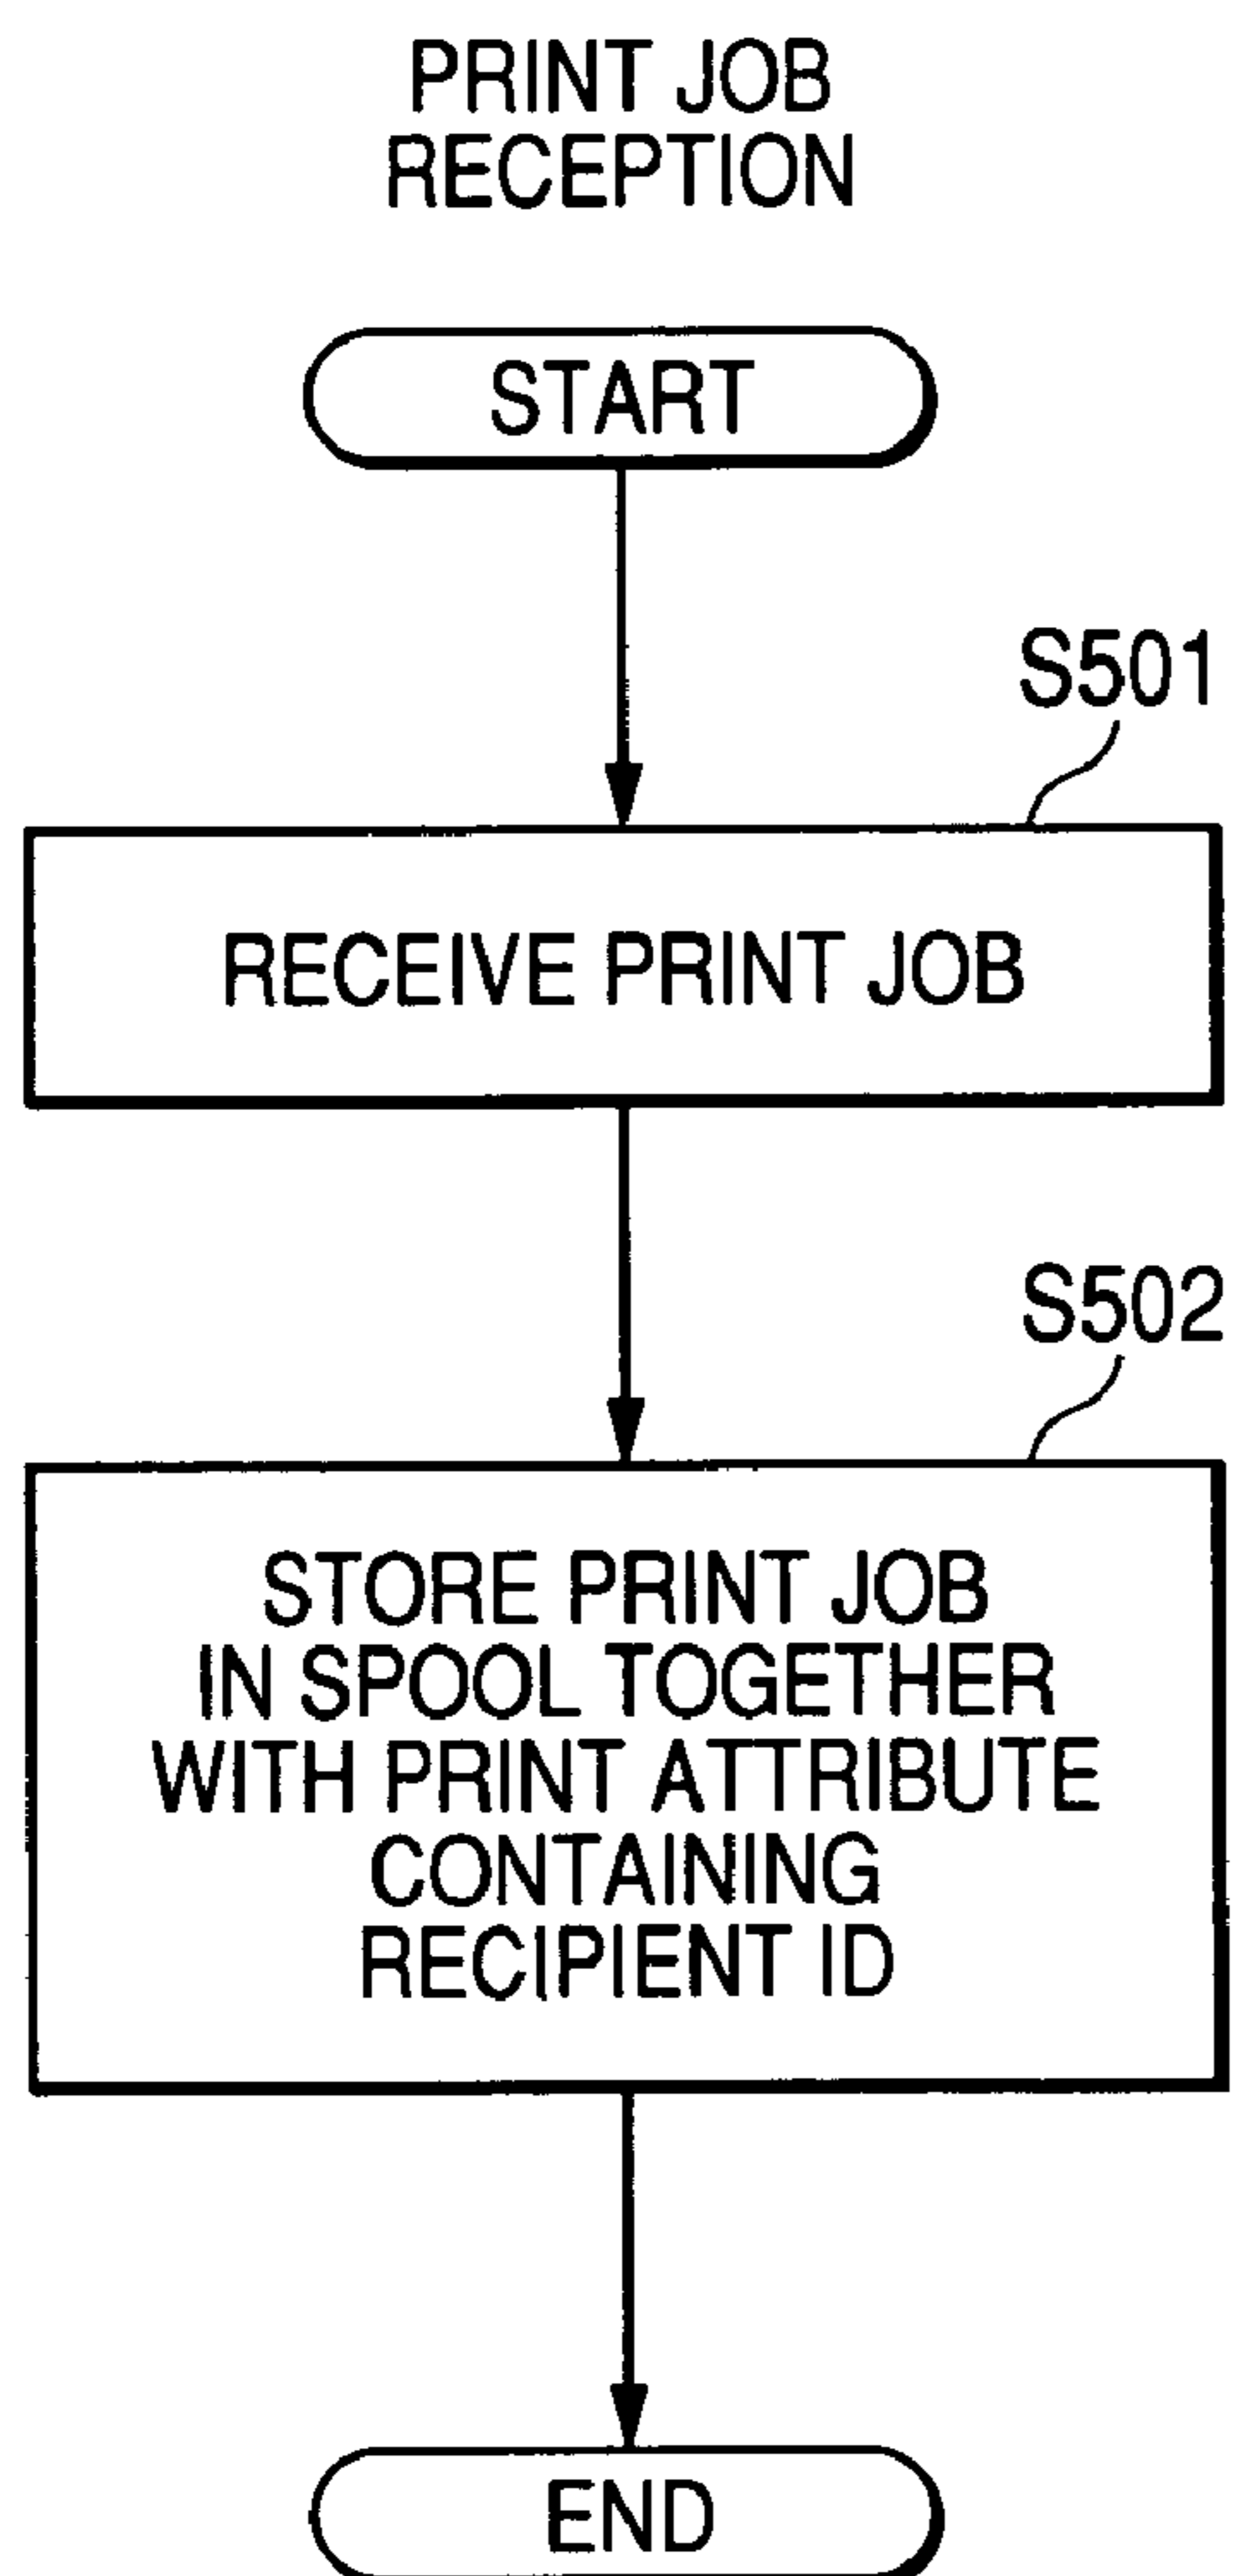 PRINT JOB
RECEPTION
START
S501
RECEIVE PRINT JOB
S502
STORE PRINT JOB
IN SPOOL TOGETHER
WITH PRINT ATTRIBUTE
CONTAINING
RECIPIENT ID
END